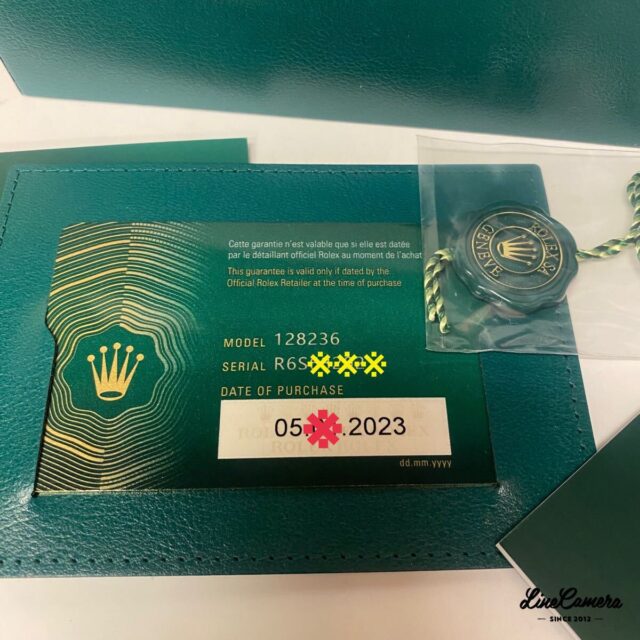 Cette garantie n'est valable que si elle est datée
par le détaillant officiel Rolex au moment de l'achat
This guarantee is valid only if dated by the
Official Rolex Retailer at the time of purchase
MODEL 128236
SERIAL R6S
DATE OF PURCHASE
05. .2023
dd.mm.yyyy
ROLEX SA
GENEVE
LineCamera
— SINCE 2012 —